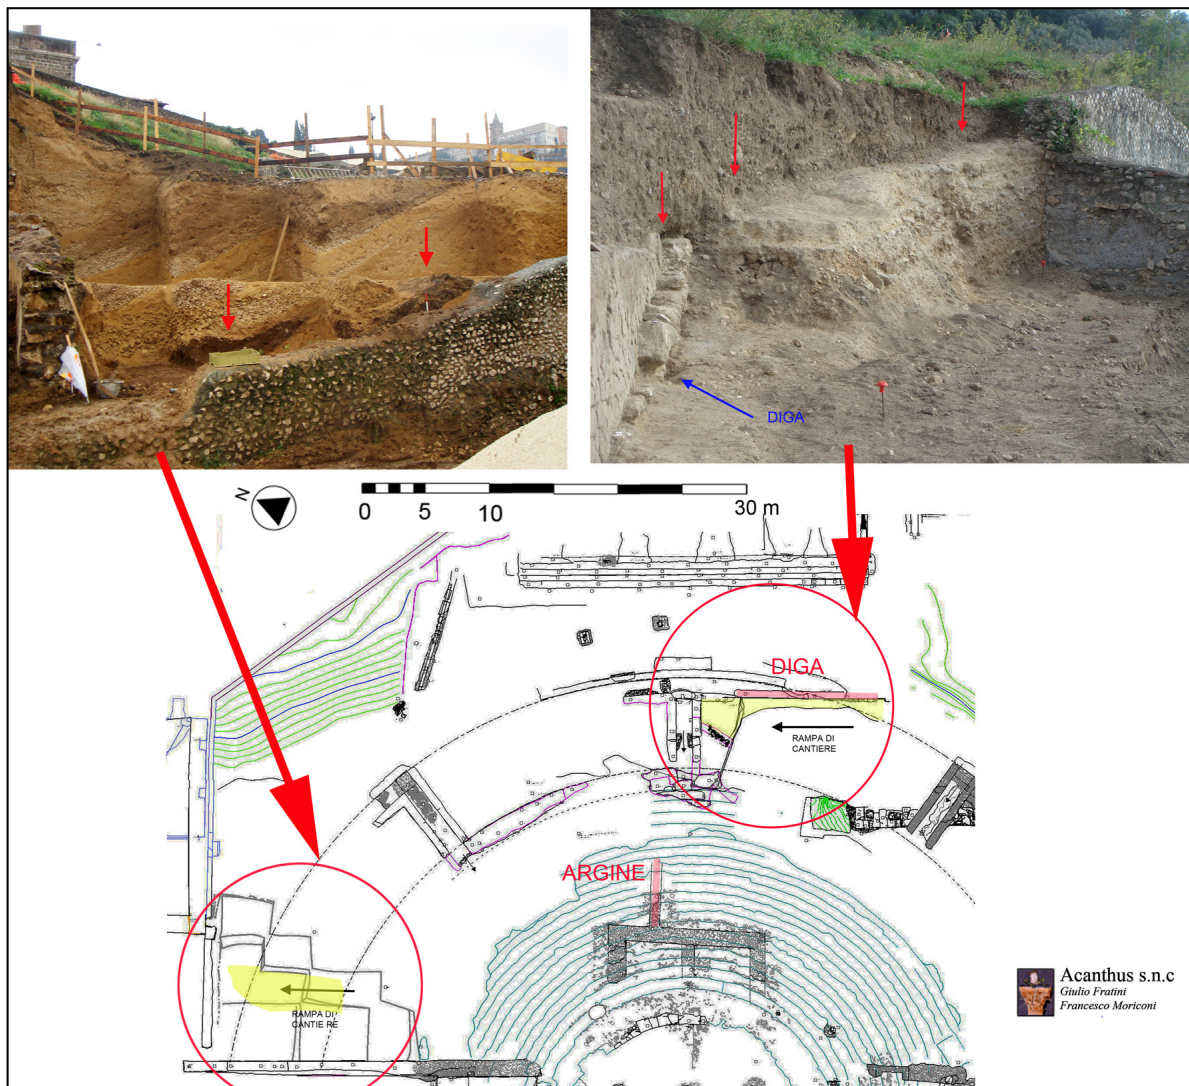 DIGA
N
0 5 10 30 m
DIGA
RAMPA DI
CANTIERE
ARGINE
RAMPA DI
CANTIE RE
Acanthus s.n.c
Giulio Fratini
Francesco Moriconi